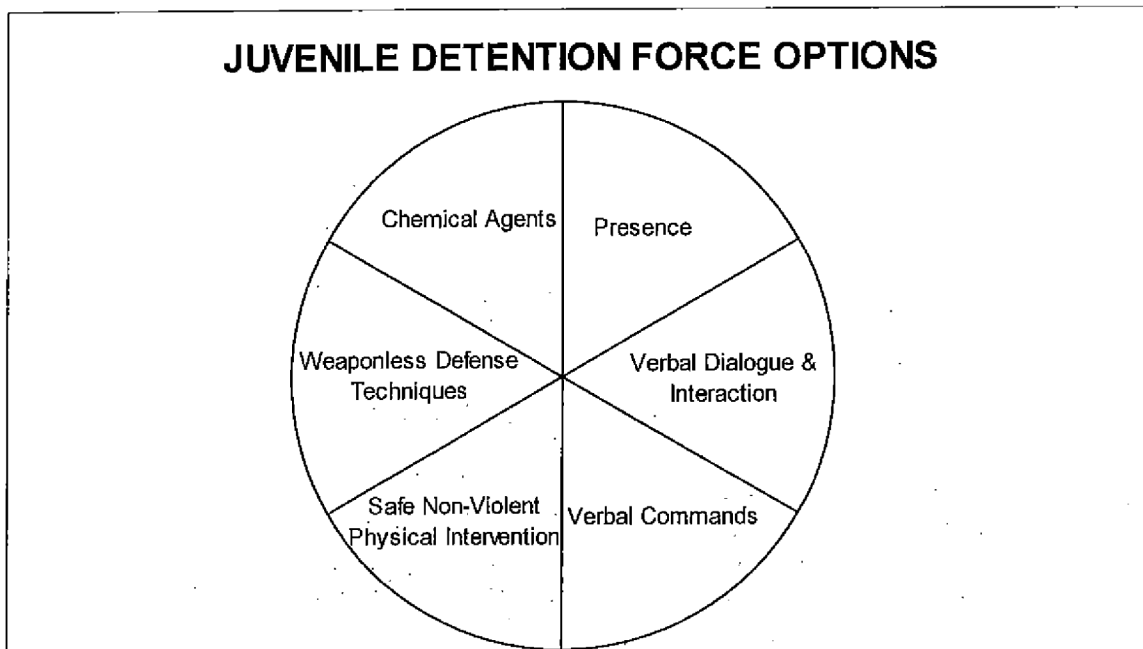 JUVENILE DETENTION FORCE OPTIONS
Chemical Agents
Presence
Weaponless Defense
Techniques
Verbal Dialogue &
Interaction
Safe Non-Violent
Physical Intervention
Verbal Commands